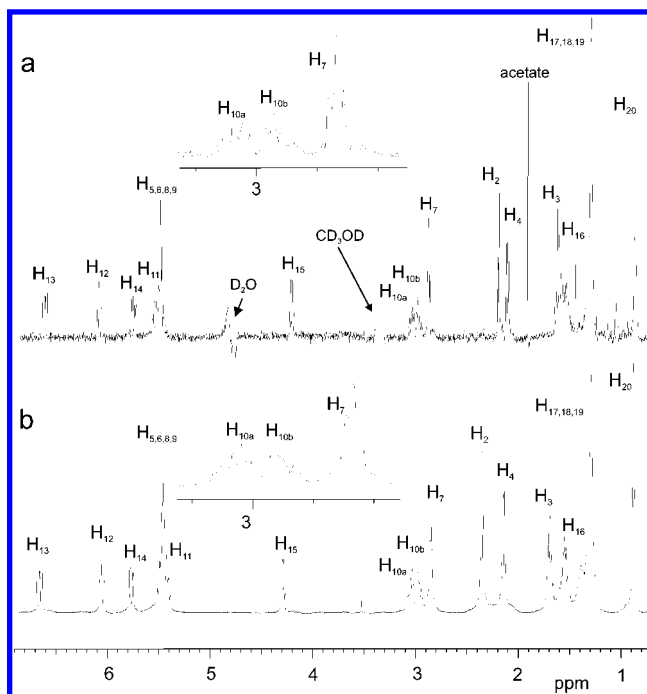 a
H17,18,19
acetate
H20
H7
H10a
H10b
H5,6,8,9
H2
H4
H3
H16
H7
CD3OD
H13
H12
H14
H11
D2O
H15
H10b
H10a
b
H20
H17,18,19
H5,6,8,9
H7
H10a
H10b
3
H2
H4
H3
H16
H7
H13
H12
H14
H11
H15
H10b
H10a
3
6
5
4
3
2
ppm
1